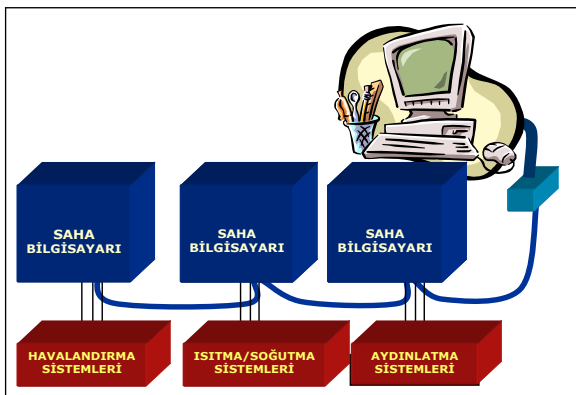 SAHA
BİLGİSAYARI
SAHA
BİLGİSAYARI
SAHA
BİLGİSAYARI
HAVALANDIRMA
SİSTEMLERİ
ISITMA/SOĞUTMA
SİSTEMLERİ
AYDINLATMA
SİSTEMLERİ